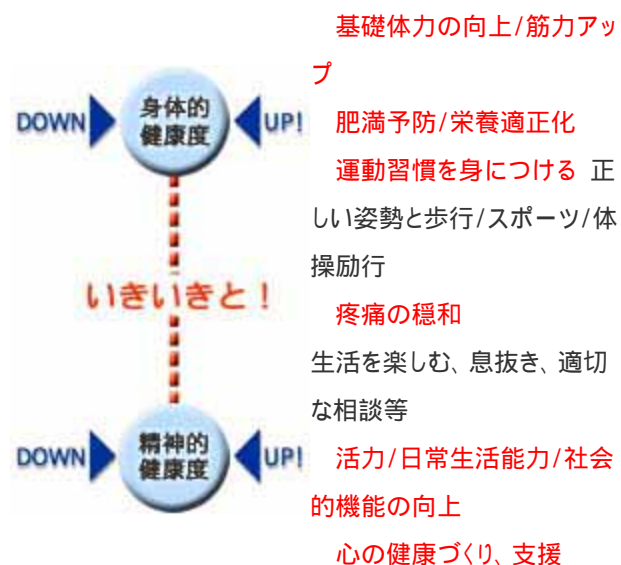 基礎体力の向上/筋力アッ
プ
DOWN
身体的
健康度
UP!
肥満予防/栄養適正化
運動習慣を身につける 正
しい姿勢と歩行/スポーツ/体
操励行
いきいきと！
疼痛の穏和
生活を楽しむ、息抜き、適切
な相談等
DOWN
精神的
健康度
UP!
活力/日常生活能力/社会
的機能の向上
心の健康づくり、支援